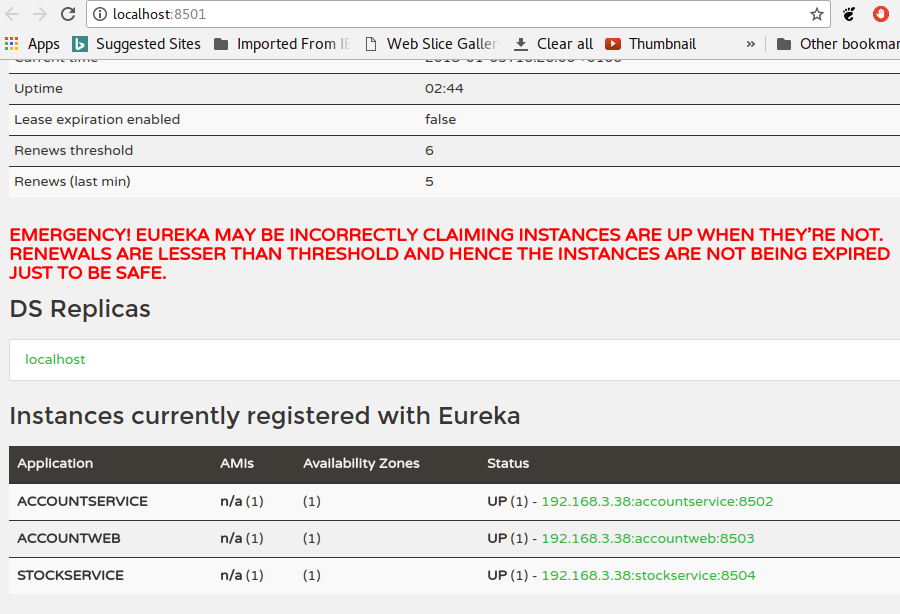 localhost:8501
Apps Suggested Sites Imported From Web Slice Galler Clear all Thumbnail » Other bookmar
Current time
Uptime 02:44
Lease expiration enabled false
Renews threshold 6
Renews (last min) 5
EMERGENCY! EUREKA MAY BE INCORRECTLY CLAIMING INSTANCES ARE UP WHEN THEY'RE NOT.
RENEWALS ARE LESSER THAN THRESHOLD AND HENCE THE INSTANCES ARE NOT BEING EXPIRED
JUST TO BE SAFE.
DS Replicas
localhost
Instances currently registered with Eureka
Application AMIs Availability Zones Status
ACCOUNTSERVICE n/a (1) (1) UP (1) - 192.168.3.38:accountservice:8502
ACCOUNTWEB n/a (1) (1) UP (1) - 192.168.3.38:accountweb:8503
STOCKSERVICE n/a (1) (1) UP (1) - 192.168.3.38:stockservice:8504